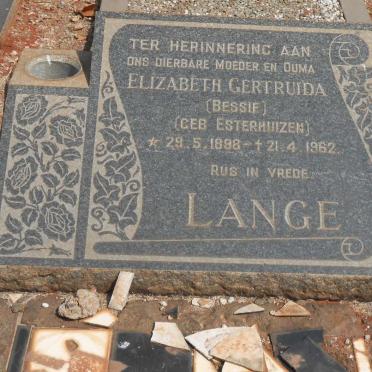 TER HERINNERING AAN
ONS DIERBARE MOEDER EN OUMA
ELIZABETH GERTRUIDA
(BESSIE)
(GEB ESTERHUIZEN)
* 29.5.1898 - † 21.4.1962.
RUS IN VREDE.
LANGE